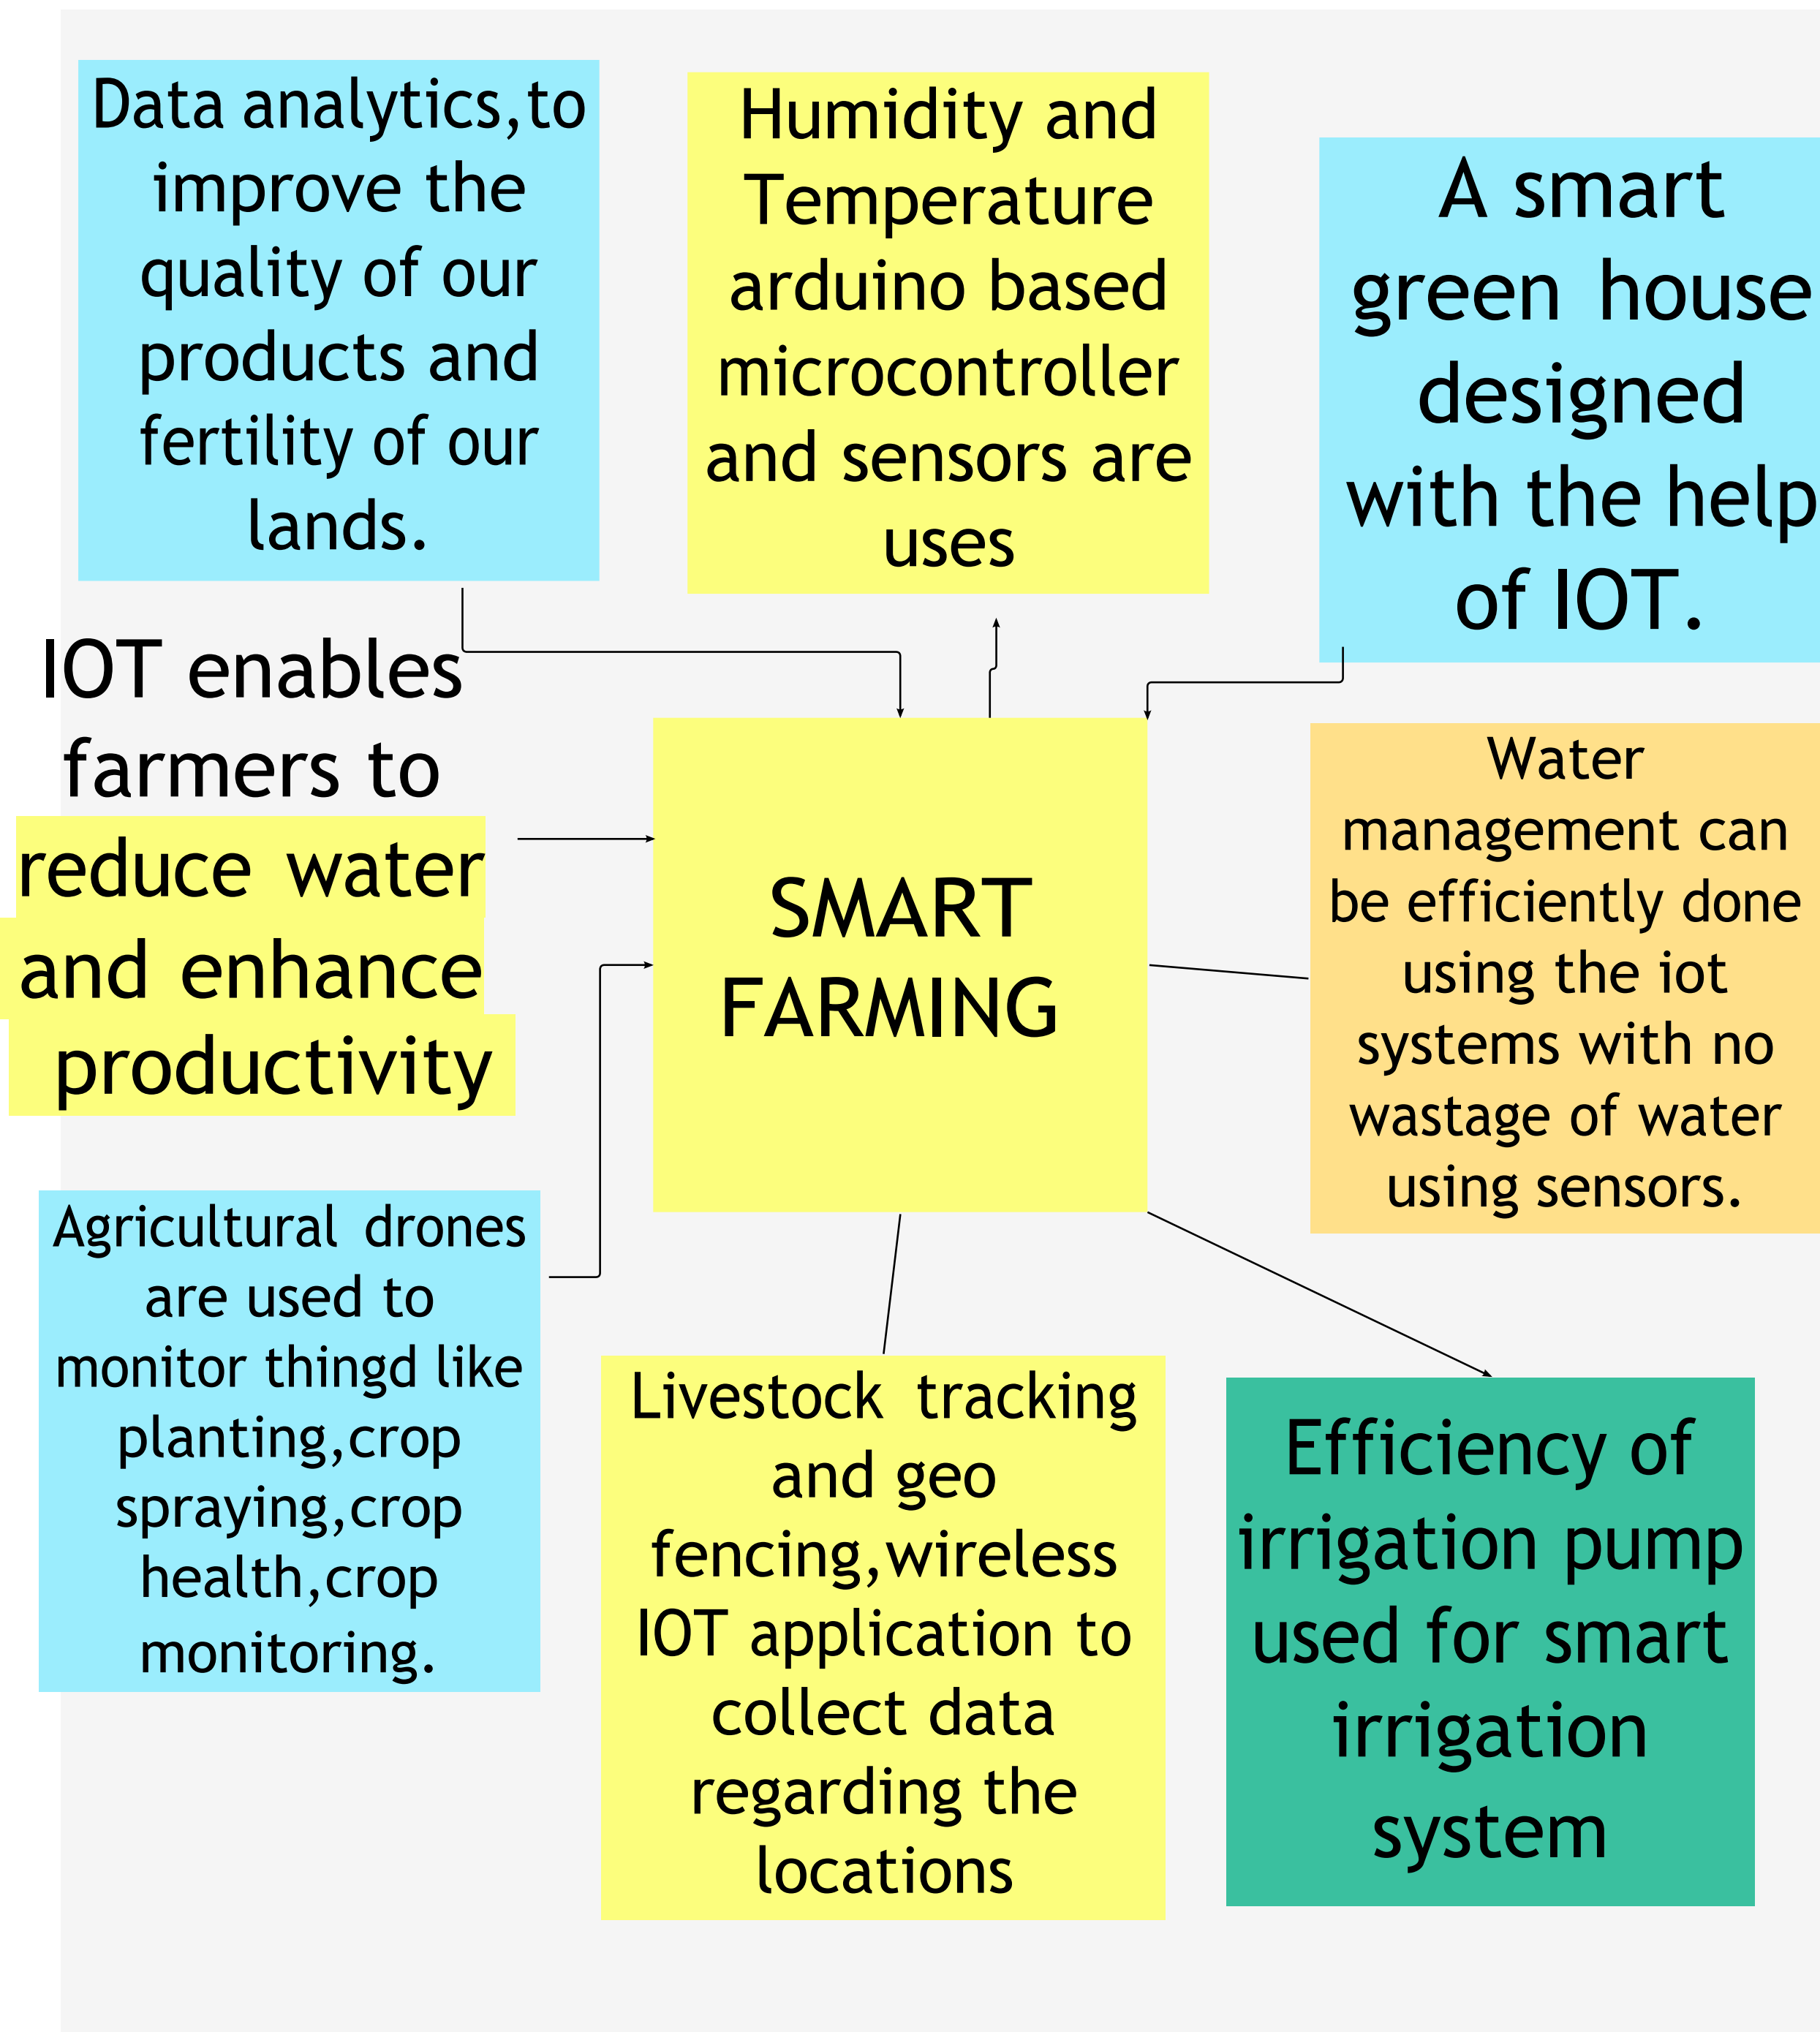 Data analytics,to
improve the
quality of our
products and
fertility of our
lands.
Humidity and
Temperature
arduino based
microcontroller
and sensors are
uses
A smart
green house
designed
with the help
of IOT.
IOT enables
farmers to
reduce water
and enhance
productivity
SMART
FARMING
Water
management can
be efficiently done
using the iot
systems with no
wastage of water
using sensors.
Agricultural drones
are used to
monitor thingd like
planting,crop
spraying,crop
health,crop
monitoring.
Livestock tracking
and geo
fencing,wireless
IOT application to
collect data
regarding the
locations
Efficiency of
irrigation pump
used for smart
irrigation
system